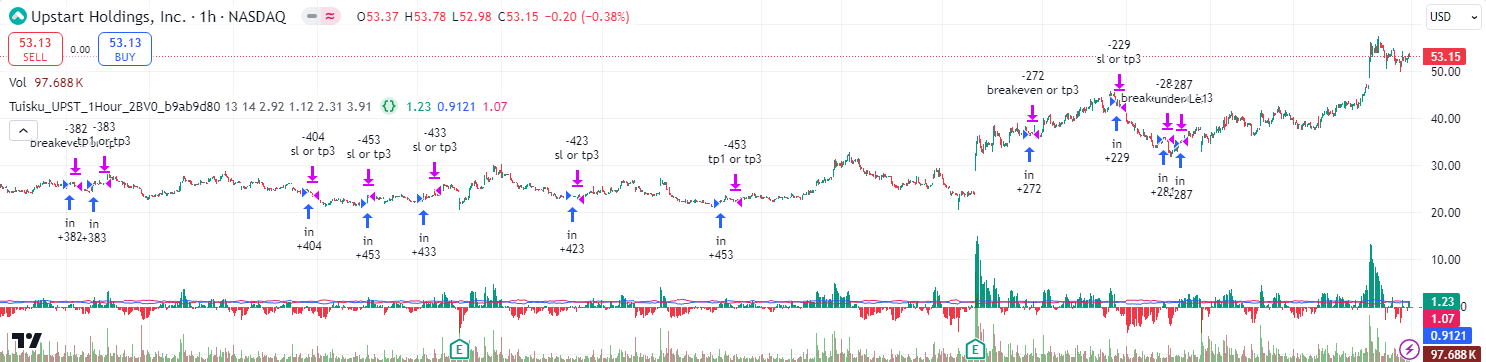 Upstart Holdings, Inc. · 1h · NASDAQ O53.37 H53.78 L52.98 C53.15 −0.20 (−0.38%)
USD
53.13 SELL
0.00
53.13 BUY
53.15
Vol 97.688 K
50.00
Tuisku_UPST_1Hour_2BV0_b9ab9d80 13 14 2.92 1.12 2.31 3.91 {} 1.23 0.9121 1.07
-382
breakeven
-383
tp1 or tp3
-404
sl or tp3
-453
sl or tp3
-433
sl or tp3
-423
sl or tp3
-453
tp1 or tp3
-272
breakeven or tp3
-229
sl or tp3
-287
under
40.00
30.00
20.00
10.00
in
+382
in
+383
in
+404
in
+453
in
+433
in
+423
in
+453
in
+272
in
+229
in
+281
in
+287
E
E
1.23
1.07
0.9121
97.688 K